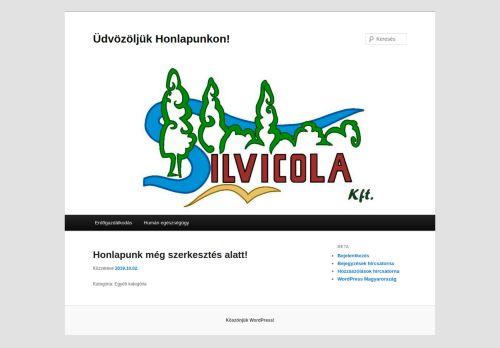 Üdvözöljük Honlapunkon!
Keresés
SILVICOLA
Kft.
Erdőgazdálkodás Humán egészségügy
Honlapunk még szerkesztés alatt!
Közzétéve 2019.10.02.
Kategória: Egyéb kategória
META
Bejelentkezés
Bejegyzések hírcsatorna
Hozzászólások hírcsatorna
WordPress Magyarország
Köszönjük WordPress!